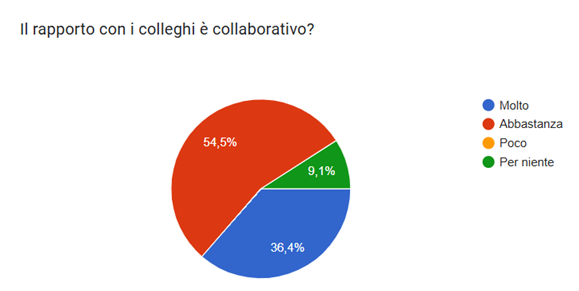 Il rapporto con i colleghi è collaborativo?
Molto
Abbastanza
Poco
Per niente
54,5%
9,1%
36,4%